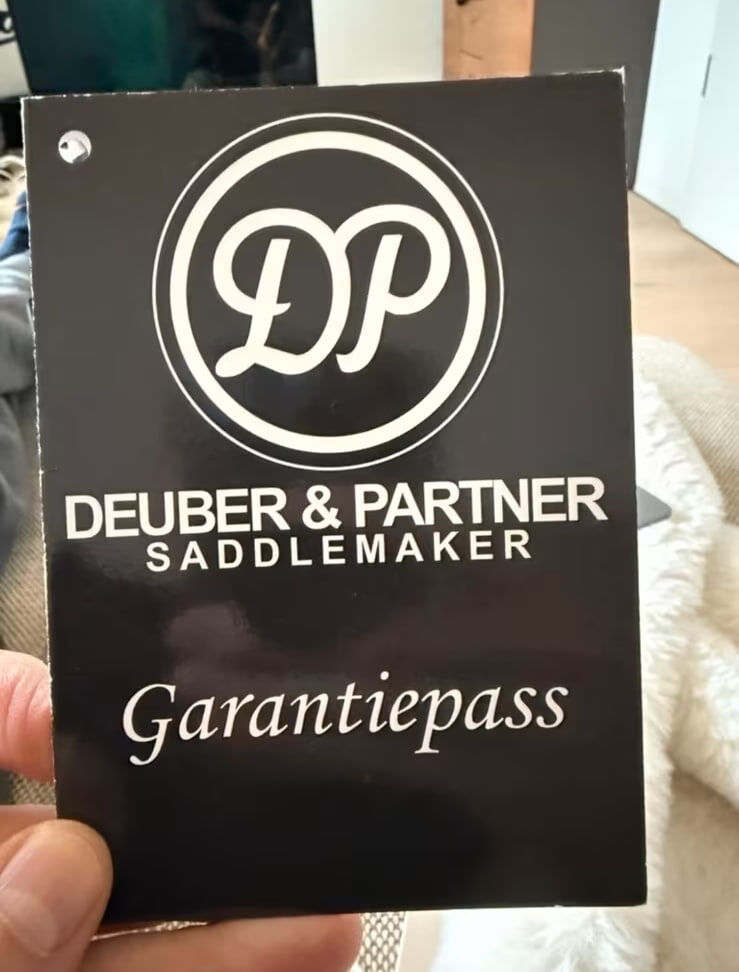 DP
DEUBER & PARTNER
SADDLEMAKER
Garantiepass